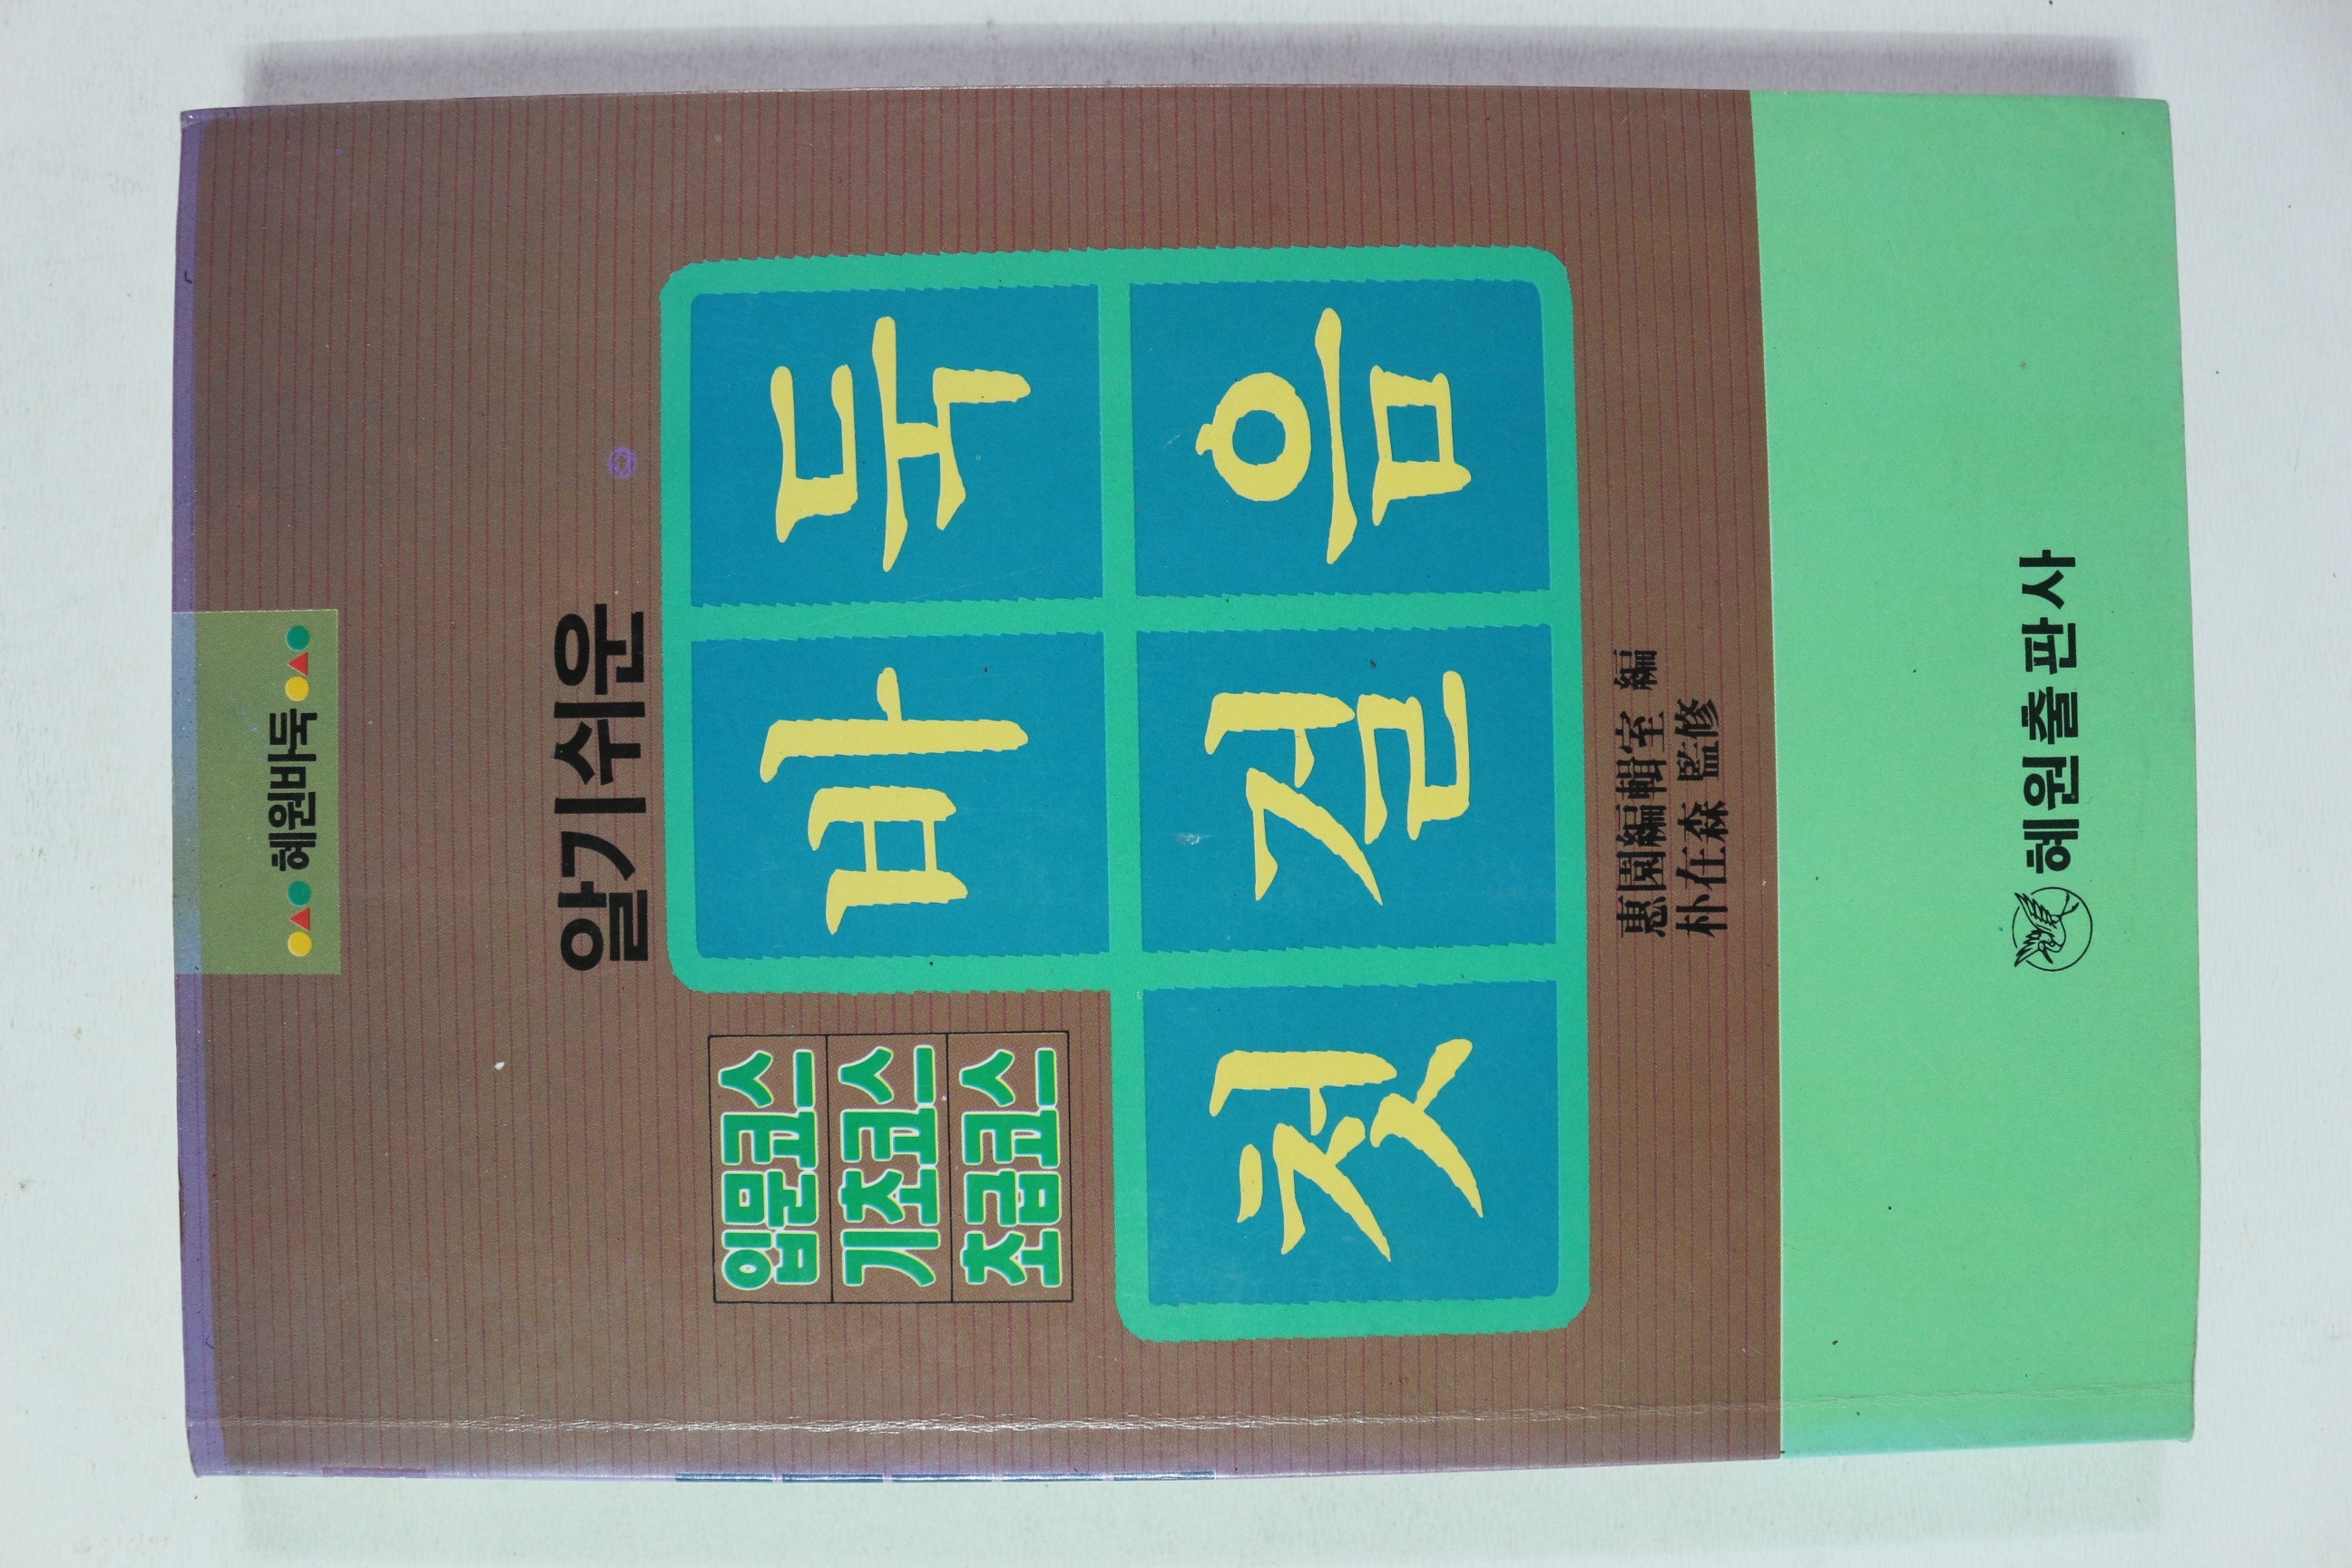 혜원바둑
알기쉬운
바둑
첫걸음
입문코스
기초코스
초급코스
惠園編輯室 編
朴在森 監修
혜원출판사